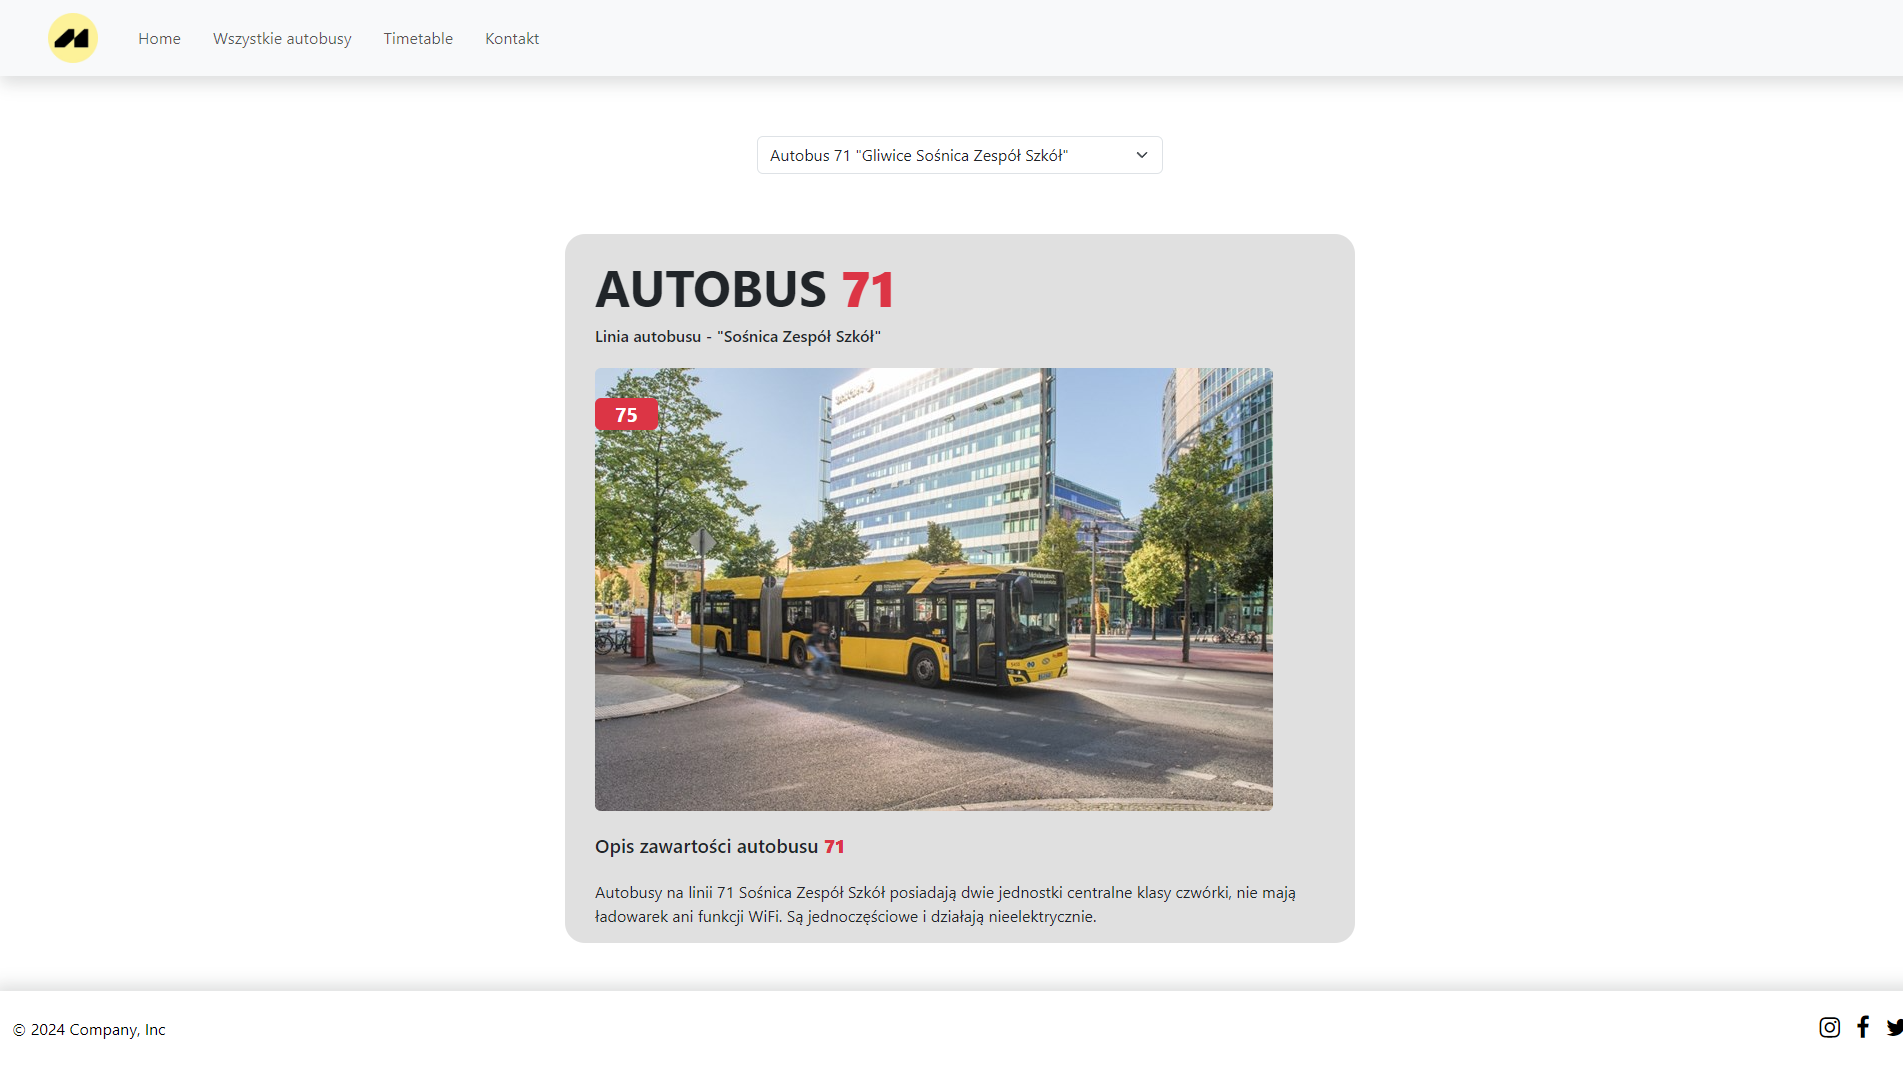 Home
Wszystkie autobusy
Timetable
Kontakt
Autobus 71 "Gliwice Sośnica Zespół Szkół"
AUTOBUS 71
Linia autobusu - "Sośnica Zespół Szkół"
75
Opis zawartości autobusu 71
Autobusy na linii 71 Sośnica Zespół Szkół posiadają dwie jednostki centralne klasy czwórki, nie mają
ładowarek ani funkcji WiFi. Są jednoczęściowe i działają nieelektrycznie.
© 2024 Company, Inc